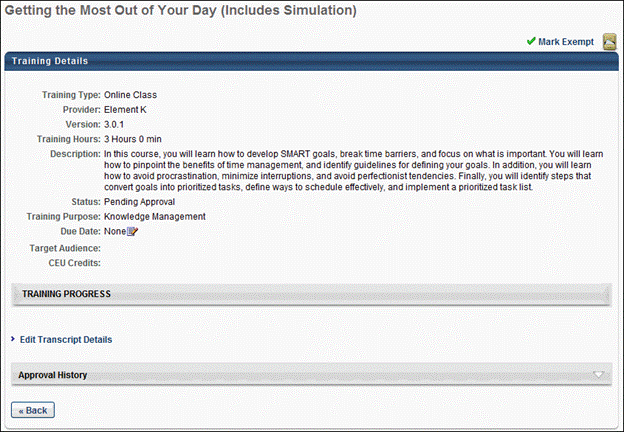 Getting the Most Out of Your Day (Includes Simulation)
Mark Exempt
Training Details
Training Type: Online Class
Provider: Element K
Version: 3.0.1
Training Hours: 3 Hours 0 min
Description: In this course, you will learn how to develop SMART goals, break time barriers, and focus on what is important. You will learn
how to pinpoint the benefits of time management, and identify guidelines for defining your goals. In addition, you will learn
how to avoid procrastination, minimize interruptions, and avoid perfectionist tendencies. Finally, you will identify steps that
convert goals into prioritized tasks, define ways to schedule effectively, and implement a prioritized task list.
Status: Pending Approval
Training Purpose: Knowledge Management
Due Date: None
Target Audience:
CEU Credits:
TRAINING PROGRESS
Edit Transcript Details
Approval History
« Back